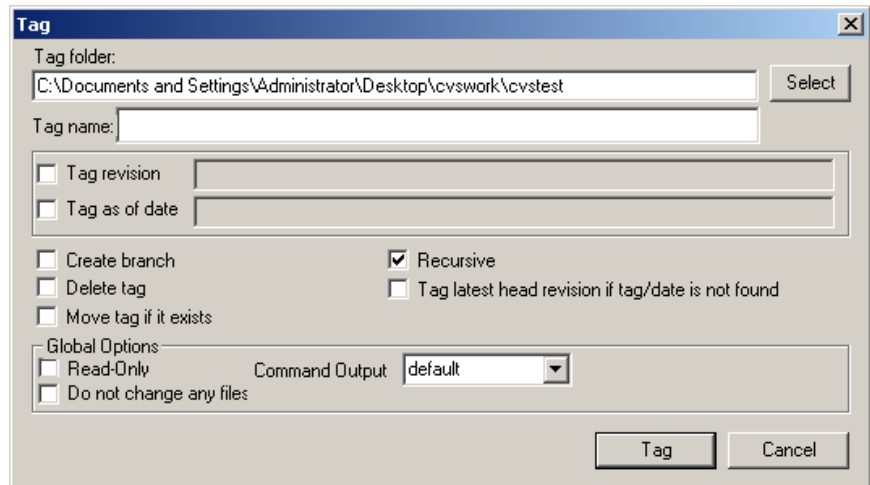 Tag
Tag folder:
C:\Documents and Settings\Administrator\Desktop\cvswork\cvstest
Select
Tag name:
Tag revision
Tag as of date
Create branch
Recursive
Delete tag
Tag latest head revision if tag/date is not found
Move tag if it exists
Global Options
Read-Only
Command Output
default
Do not change any files
Tag
Cancel